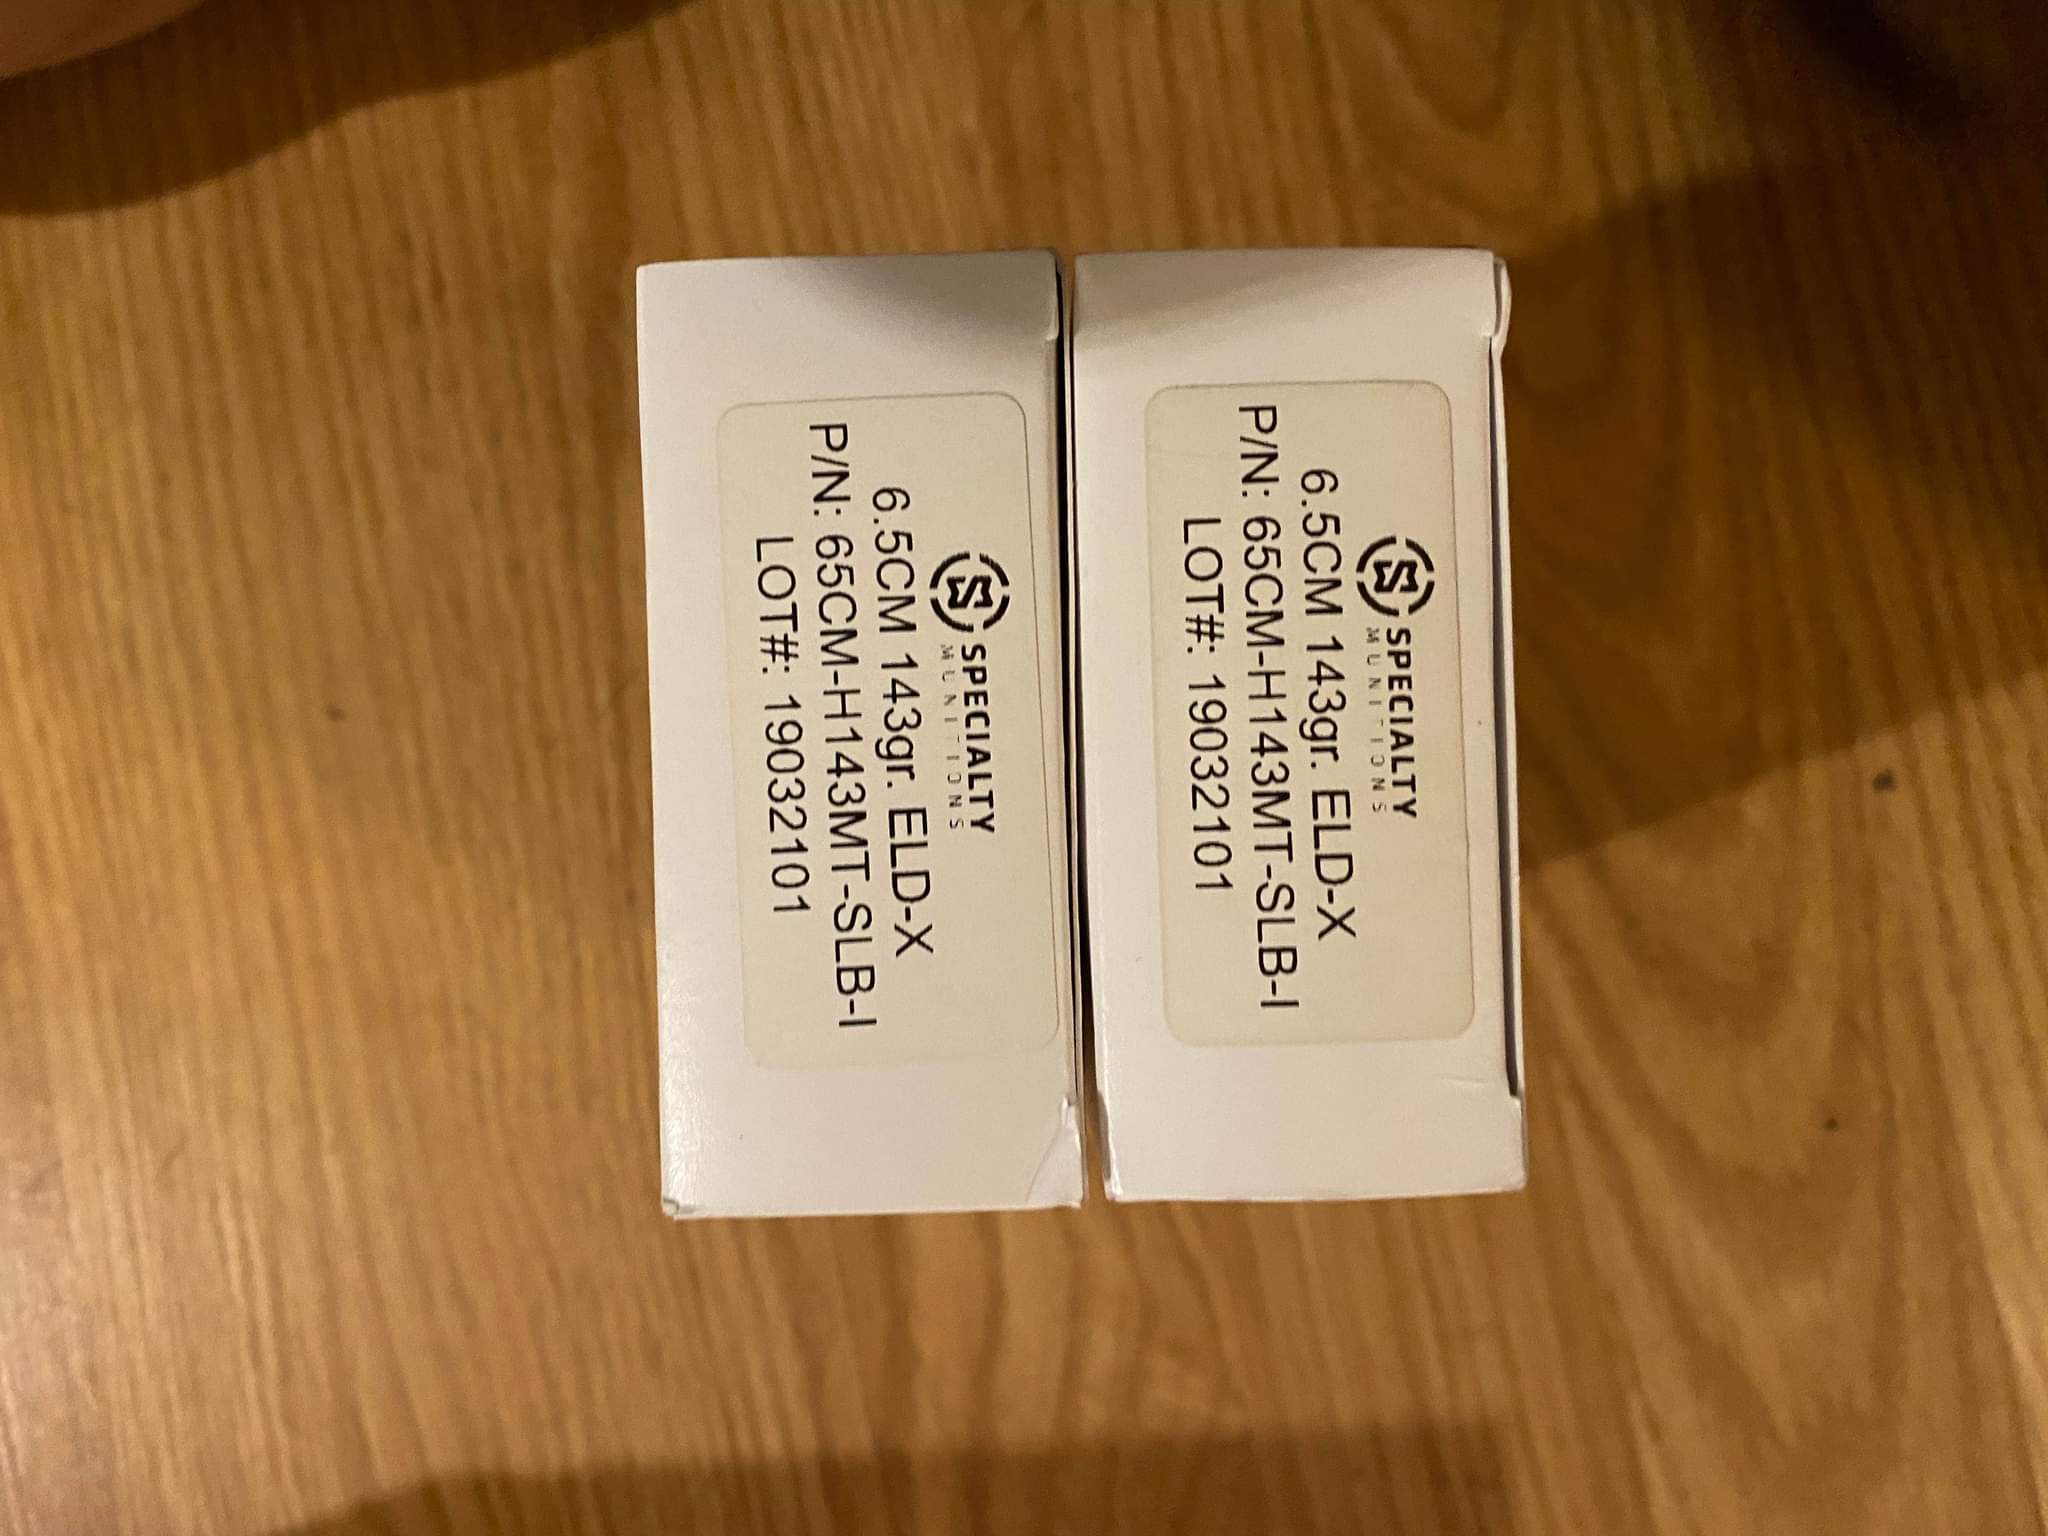 SPECIALTY
MUNITIONS
6.5CM 143gr. ELD-X
P/N: 65CM-H143MT-SLB-I
LOT#: 19032101
SPECIALTY
MUNITIONS
6.5CM 143gr. ELD-X
P/N: 65CM-H143MT-SLB-I
LOT#: 19032101